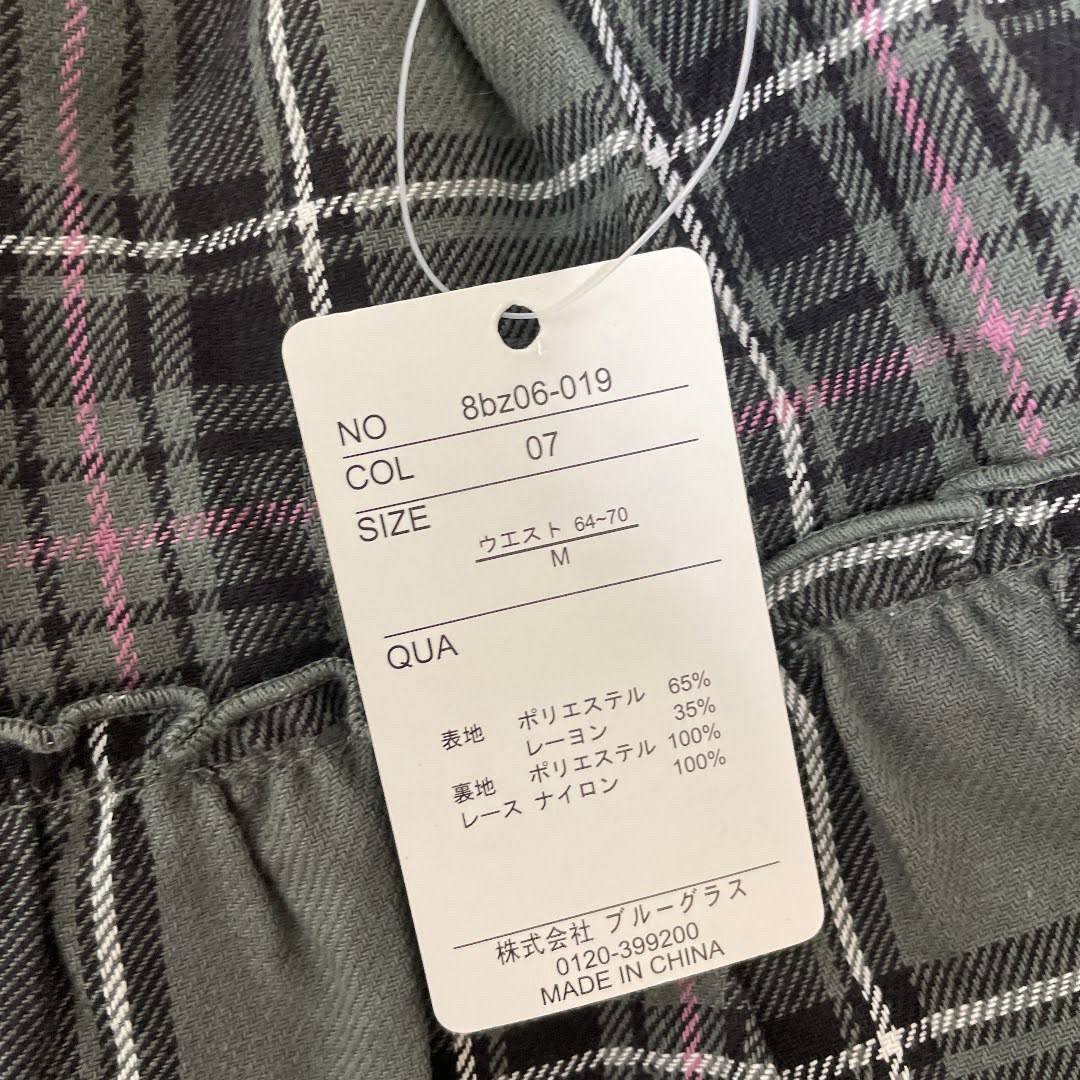 NO 8bz06-019
COL 07
SIZE ウエスト 64~70
M
QUA
表地 ポリエステル 65%
レーヨン 35%
裏地 ポリエステル 100%
レース ナイロン 100%
株式会社 ブルーグラス
0120-399200
MADE IN CHINA